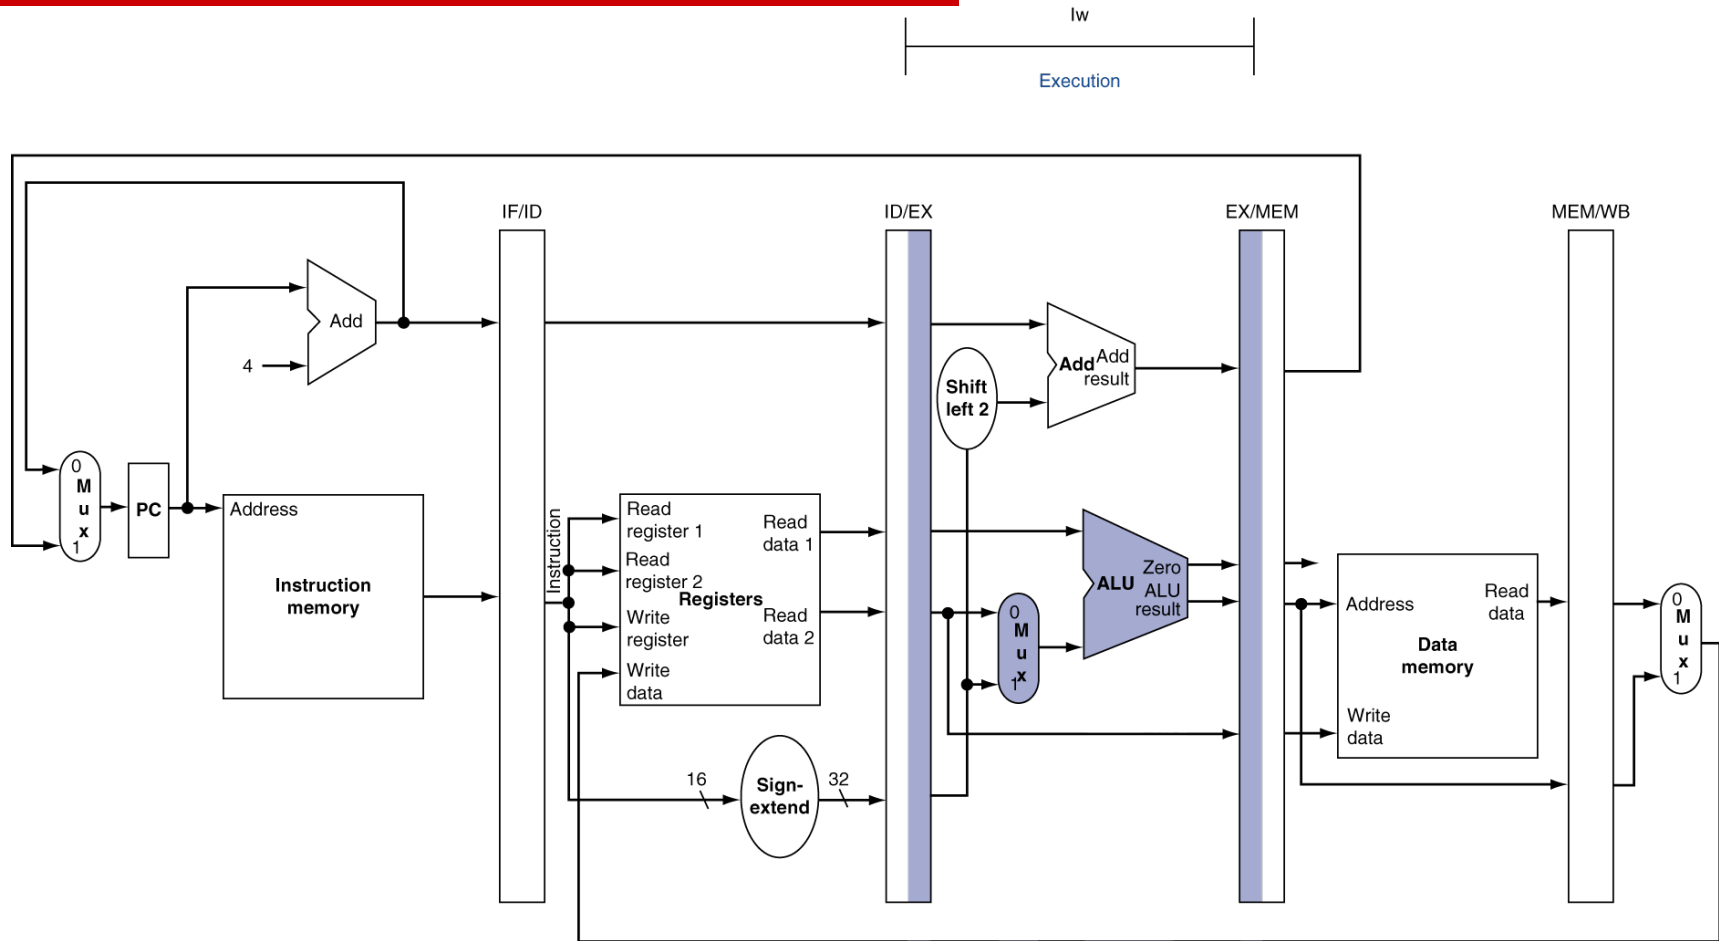 lw
Execution
IF/ID
ID/EX
EX/MEM
MEM/WB
Add
4
Add
Add
result
Shift
left 2
0
M
u
x
1
PC
Address
Instruction
memory
Instruction
Read
register 1
Read
register 2
Registers
Write
register
Write
data
Read
data 1
Read
data 2
0
M
u
x
1
Zero
ALU
ALU
result
Address
Read
data
Data
memory
Write
data
0
M
u
x
1
16
Sign-
extend
32